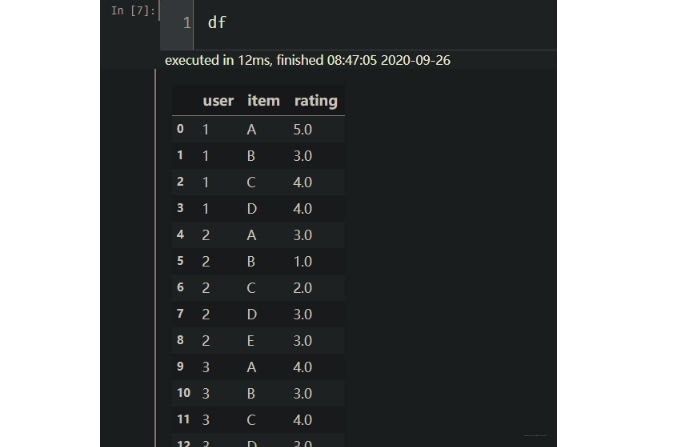 In [7]:
1 df
executed in 12ms, finished 08:47:05 2020-09-26
user item rating
0 1 A 5.0
1 1 B 3.0
2 1 C 4.0
3 1 D 4.0
4 2 A 3.0
5 2 B 1.0
6 2 C 2.0
7 2 D 3.0
8 2 E 3.0
9 3 A 4.0
10 3 B 3.0
11 3 C 4.0
12 3 D 3.0